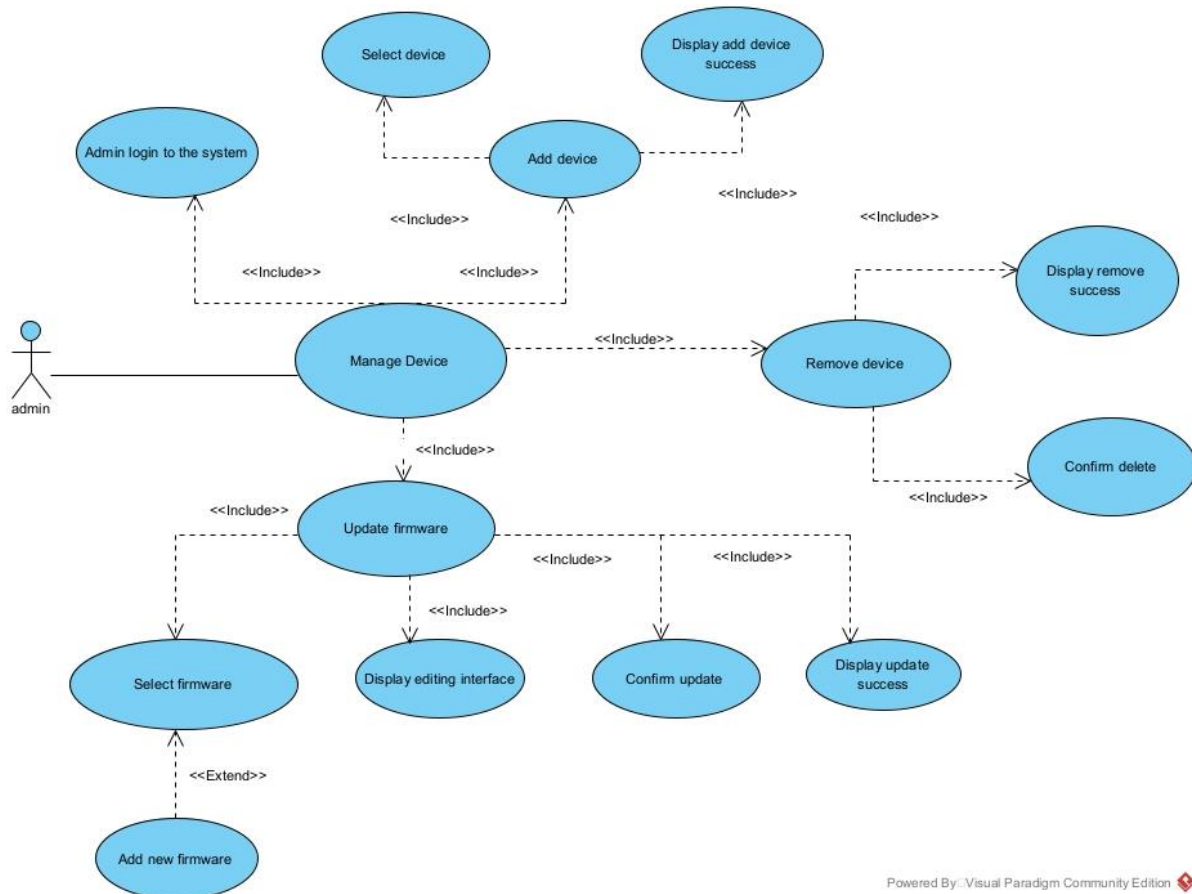 Select device
Display add device
success
Admin login to the system
Add device
<<Include>>
<<Include>>
<<Include>>
<<Include>>
<<Include>>
Display remove
success
Manage Device
<<Include>>
Remove device
admin
<<Include>>
Confirm delete
<<Include>>
<<Include>>
Update firmware
<<Include>>
<<Include>>
<<Include>>
Select firmware
Display editing interface
Confirm update
Display update
success
<<Extend>>
Add new firmware
Powered By Visual Paradigm Community Edition